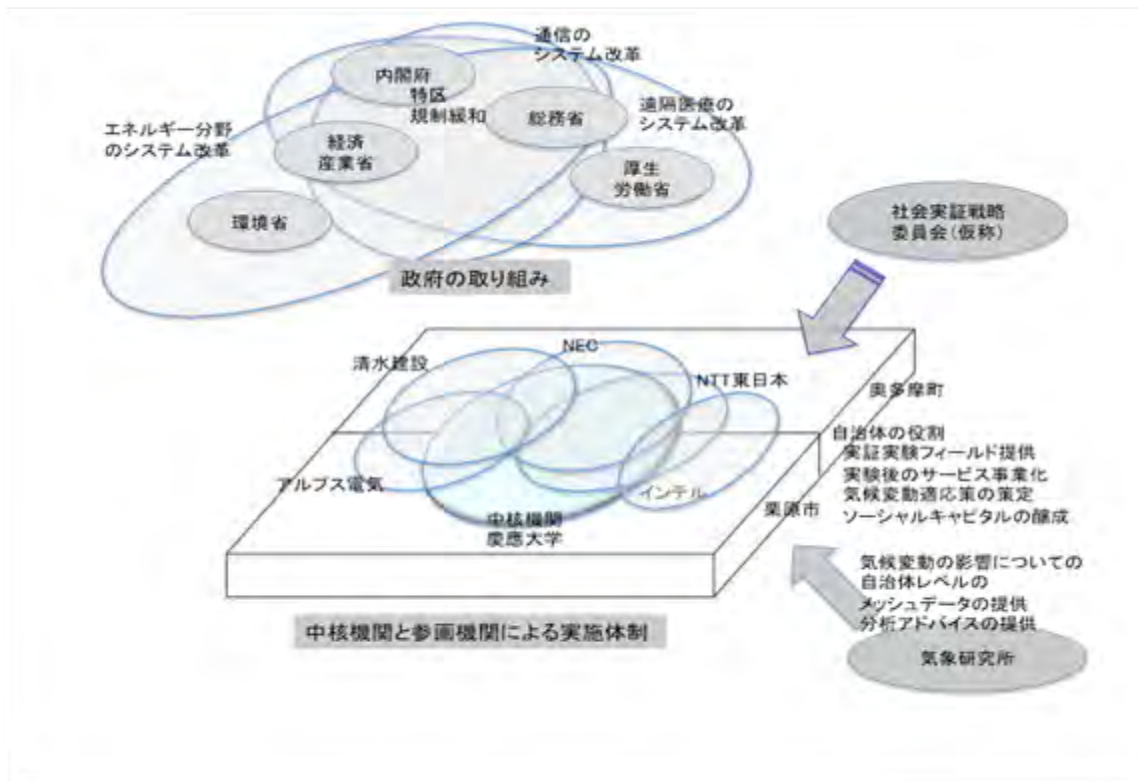 通信の
システム改革
内閣府
特区
規制緩和
総務省
遠隔医療の
システム改革
エネルギー分野
のシステム改革
経済
産業省
厚生
労働省
環境省
社会実証戦略
委員会(仮称)
政府の取り組み
清水建設
NEC
NTT東日本
奥多摩町
自治体の役割
実証実験フィールド提供
実験後のサービス事業化
気候変動適応策の策定
ソーシャルキャピタルの醸成
アルプス電気
インテル
栗原市
中核機関
慶應大学
気候変動の影響についての
自治体レベルの
メッシュデータの提供
分析アドバイスの提供
中核機関と参画機関による実施体制
気象研究所